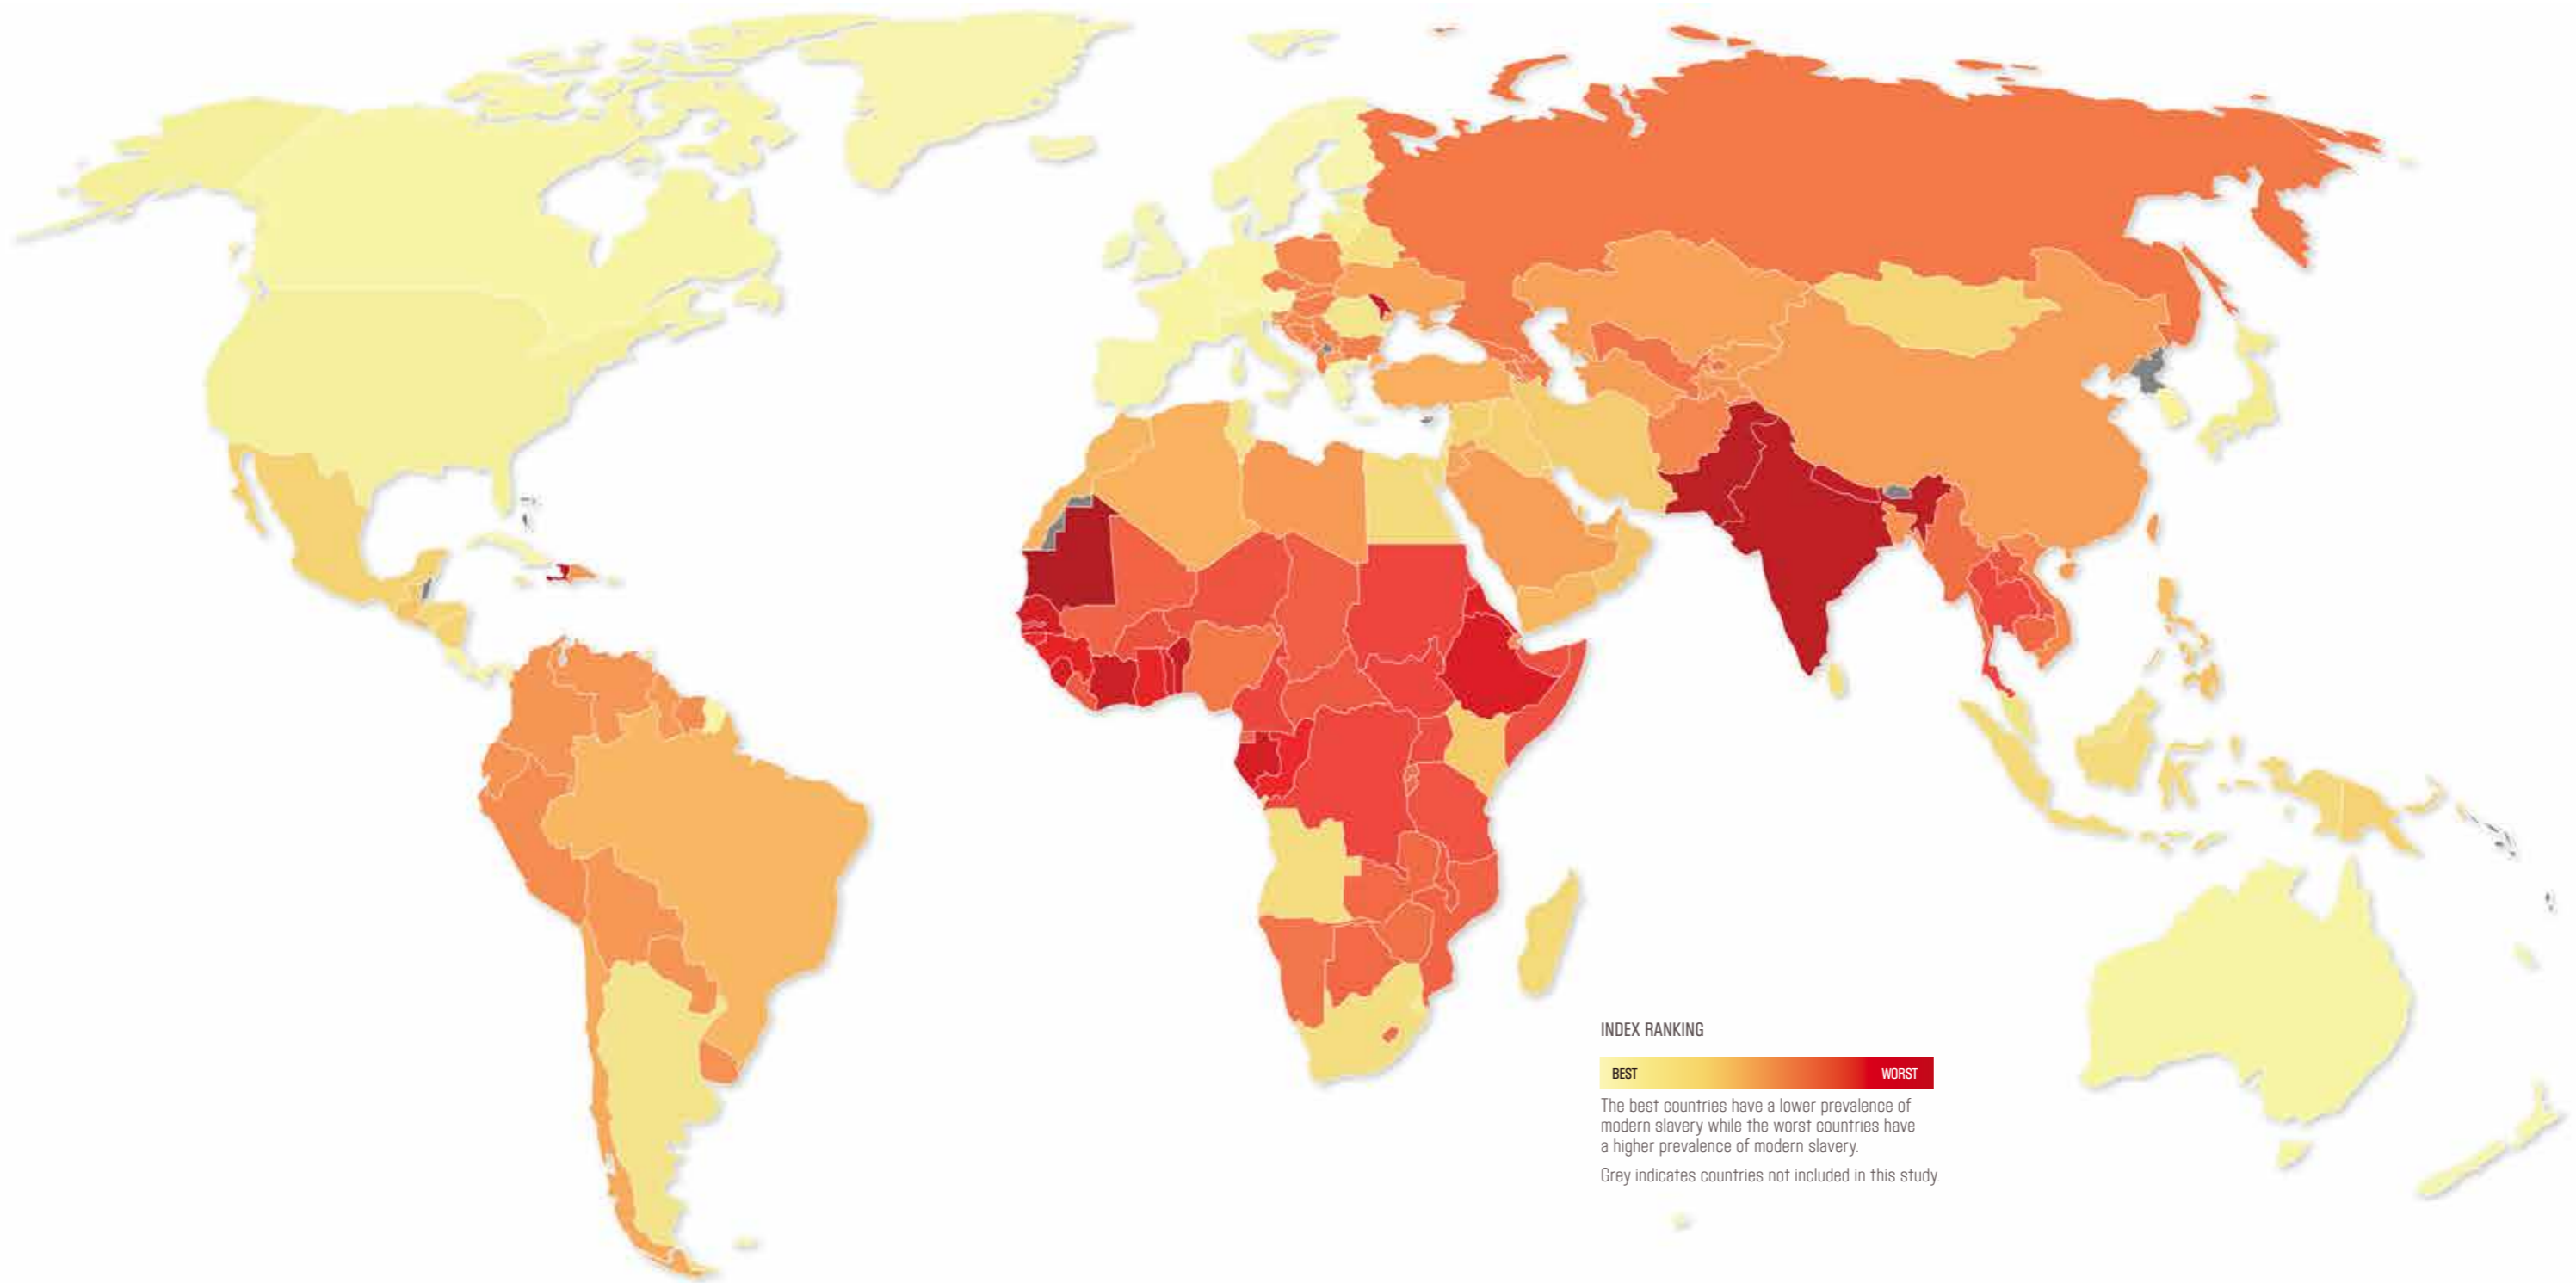 INDEX RANKING
BEST
WORST
The best countries have a lower prevalence of
modern slavery while the worst countries have
a higher prevalence of modern slavery.
Grey indicates countries not included in this study.